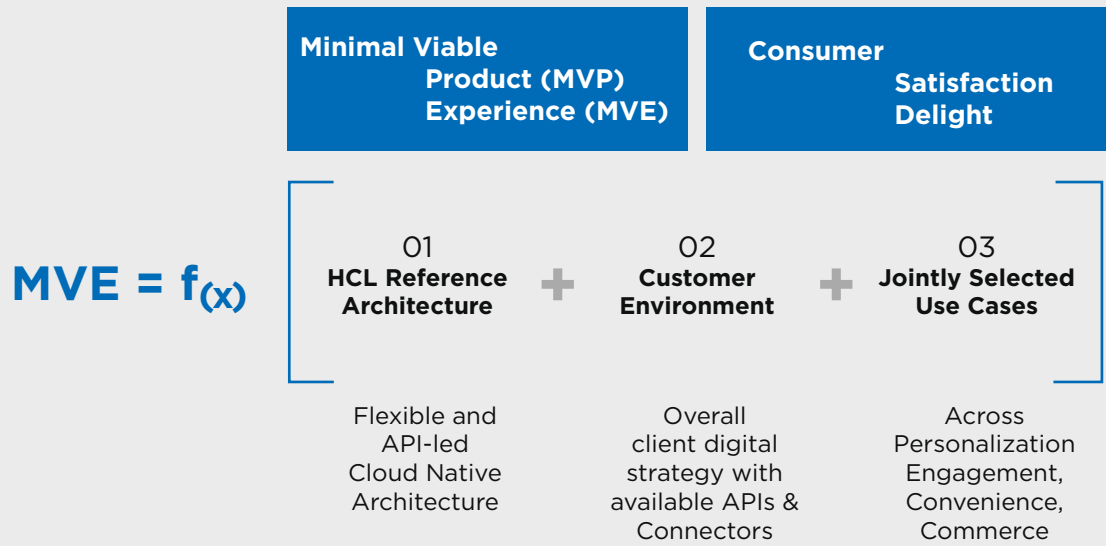 Minimal Viable
Product (MVP)
Experience (MVE)
Consumer
Satisfaction
Delight
MVE = f(x)
01
HCL Reference
Architecture
+
02
Customer
Environment
+
03
Jointly Selected
Use Cases
Flexible and
API-led
Cloud Native
Architecture
Overall
client digital
strategy with
available APIs &
Connectors
Across
Personalization
Engagement,
Convenience,
Commerce